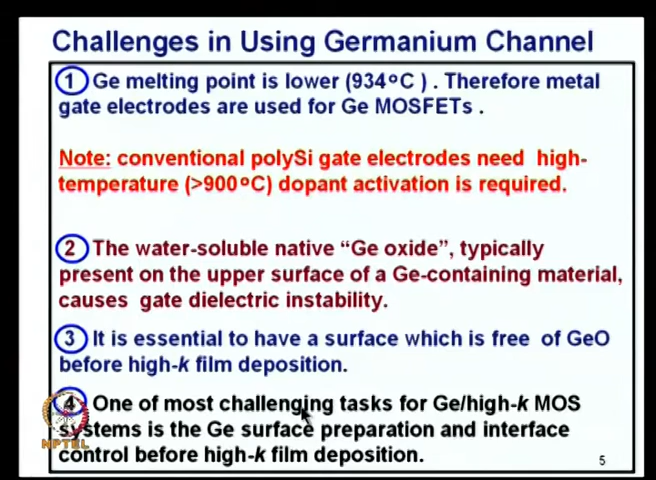 Challenges in Using Germanium Channel
1 Ge melting point is lower (934ºC ) . Therefore metal
gate electrodes are used for Ge MOSFETs .
Note: conventional polySi gate electrodes need high-
temperature (>900ºC) dopant activation is required.
2 The water-soluble native “Ge oxide”, typically
present on the upper surface of a Ge-containing material,
causes gate dielectric instability.
3 It is essential to have a surface which is free of GeO
before high-k film deposition.
4 One of most challenging tasks for Ge/high-k MOS
systems is the Ge surface preparation and interface
control before high-k film deposition.
NPTEL
5